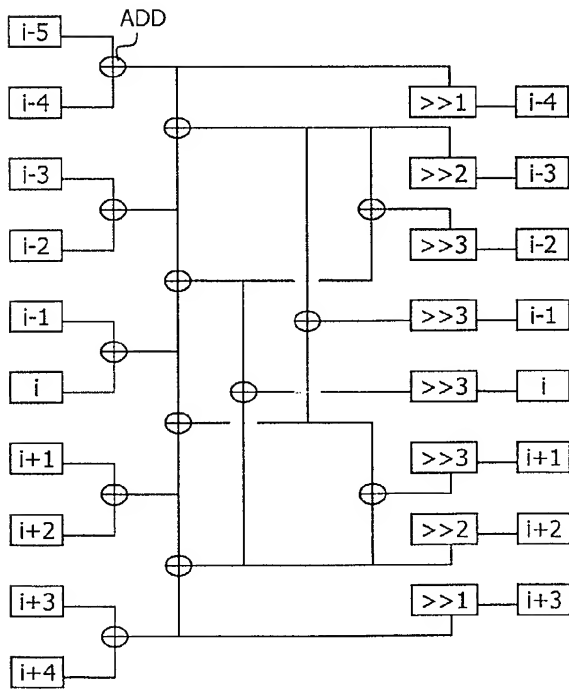 ADD
i-5
i-4
>>1 i-4
i-3
>>2 i-3
i-2
>>3 i-2
i-1
>>3 i-1
i
>>3 i
i+1
>>3 i+1
i+2
>>2 i+2
i+3
>>1 i+3
i+4